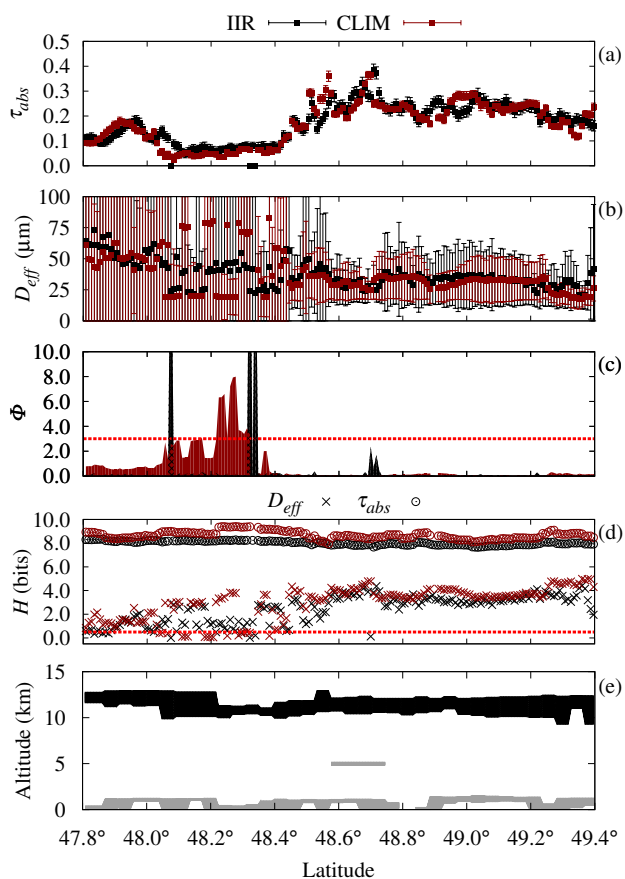 IIR CLIM
(a)
0.5
0.4
0.3
0.2
0.1
0.0
τabs
(b)
100
75
50
25
0
Deff (µm)
(c)
10.0
8.0
6.0
4.0
2.0
0.0
Φ
Deff × τabs ⊙
(d)
10.0
8.0
6.0
4.0
2.0
0.0
H (bits)
(e)
15
10
5
0
Altitude (km)
47.8° 48.0° 48.2° 48.4° 48.6° 48.8° 49.0° 49.2° 49.4°
Latitude